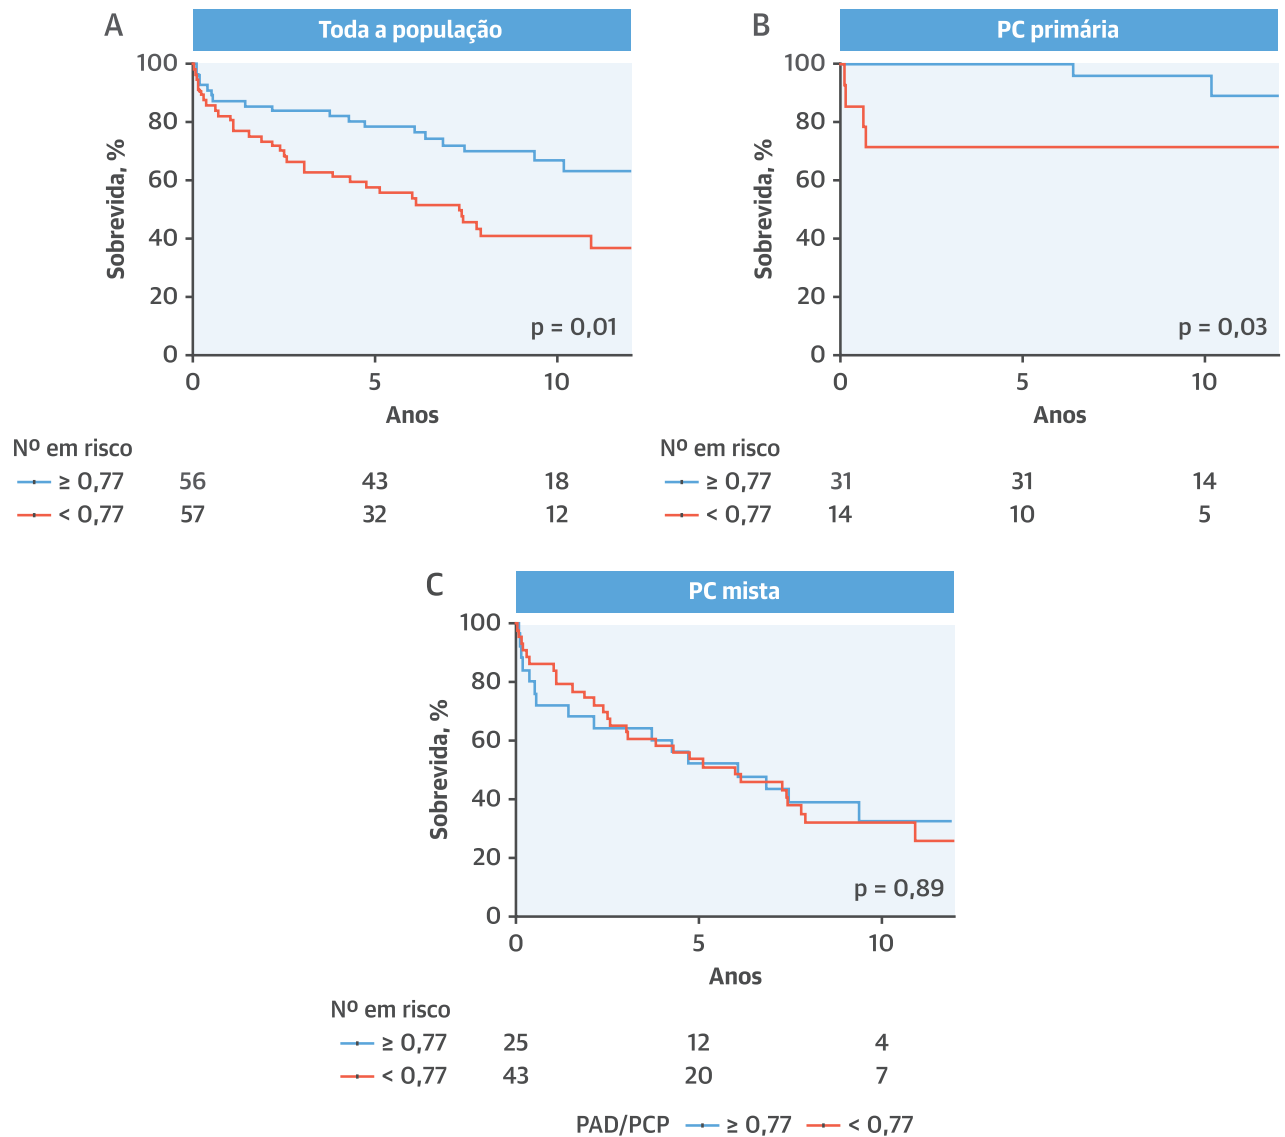 A
Toda a população
100
80
60
40
20
0
Sobrevida, %
p = 0,01
0 5 10
Anos
Nº em risco
≥ 0,77 56 43 18
< 0,77 57 32 12
B
PC primária
100
80
60
40
20
0
Sobrevida, %
p = 0,03
0 5 10
Anos
Nº em risco
≥ 0,77 31 31 14
< 0,77 14 10 5
C
PC mista
100
80
60
40
20
0
Sobrevida, %
p = 0,89
0 5 10
Anos
Nº em risco
≥ 0,77 25 12 4
< 0,77 43 20 7
PAD/PCP ≥ 0,77 < 0,77